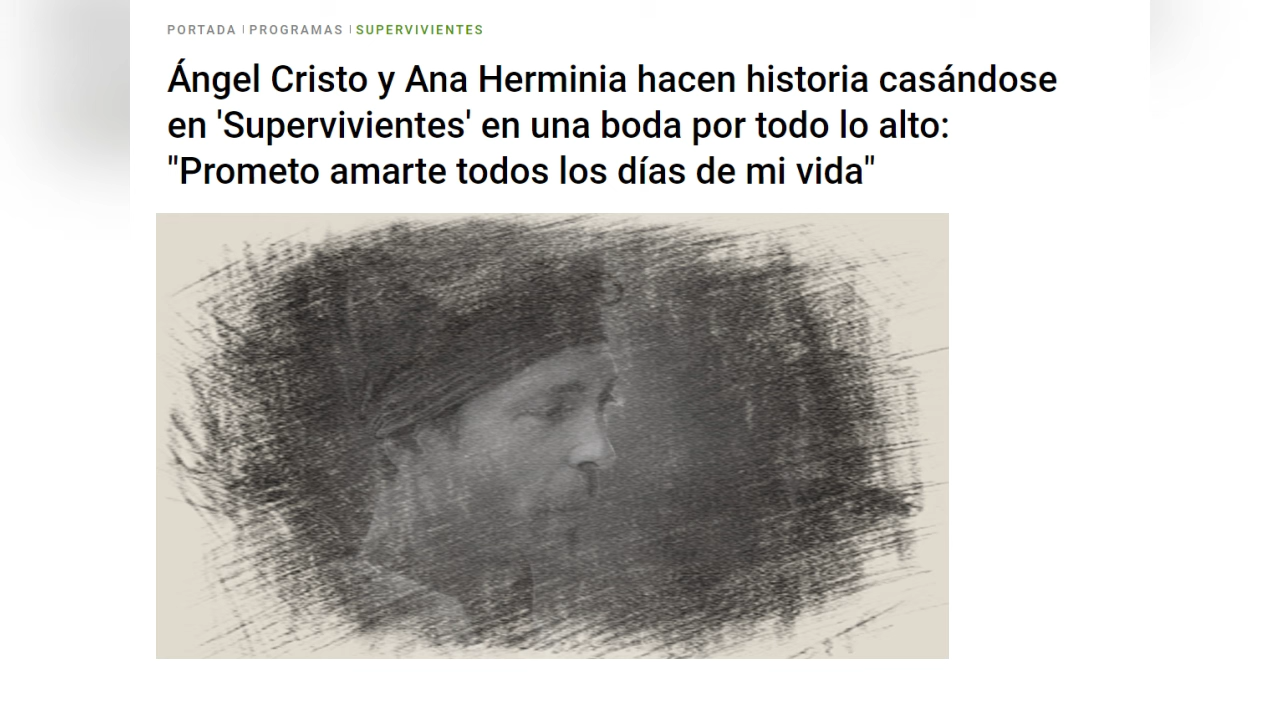 PORTADA | PROGRAMAS | SUPERVIVIENTES
Ángel Cristo y Ana Herminia hacen historia casándose
en 'Supervivientes' en una boda por todo lo alto:
"Prometo amarte todos los días de mi vida"